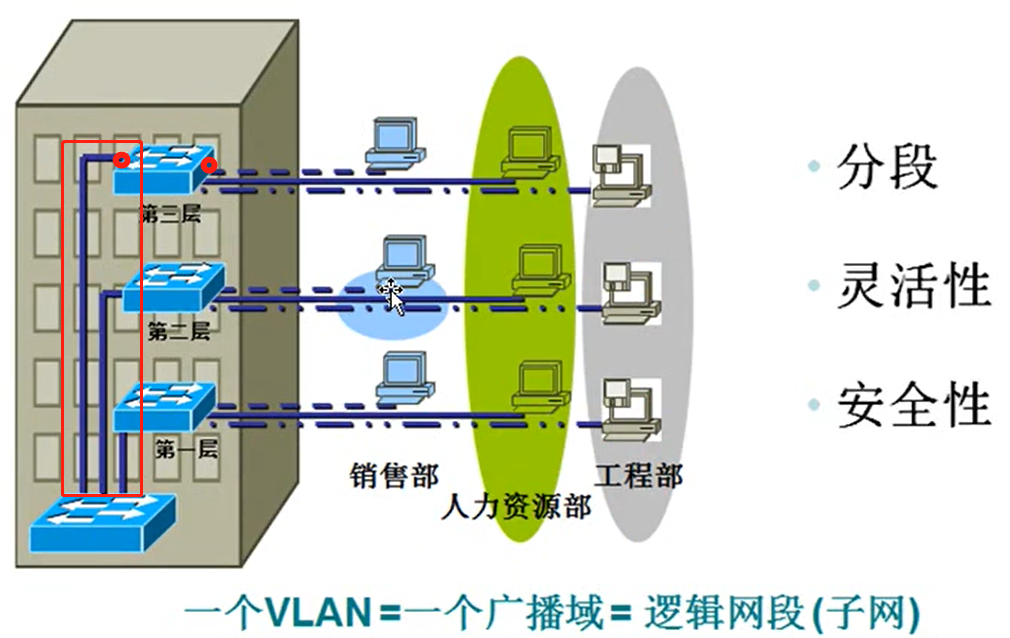 分段
第三层
灵活性
第二层
安全性
第一层
销售部
工程部
人力资源部
一个VLAN =一个广播域= 逻辑网段(子网)